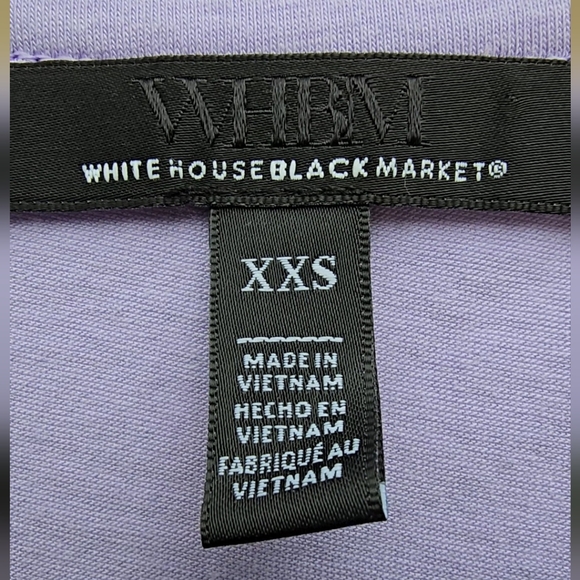 WHBM
WHITE HOUSE BLACK MARKET®
XXS
MADE IN
VIETNAM
HECHO EN
VIETNAM
FABRIQUÉ AU
VIETNAM